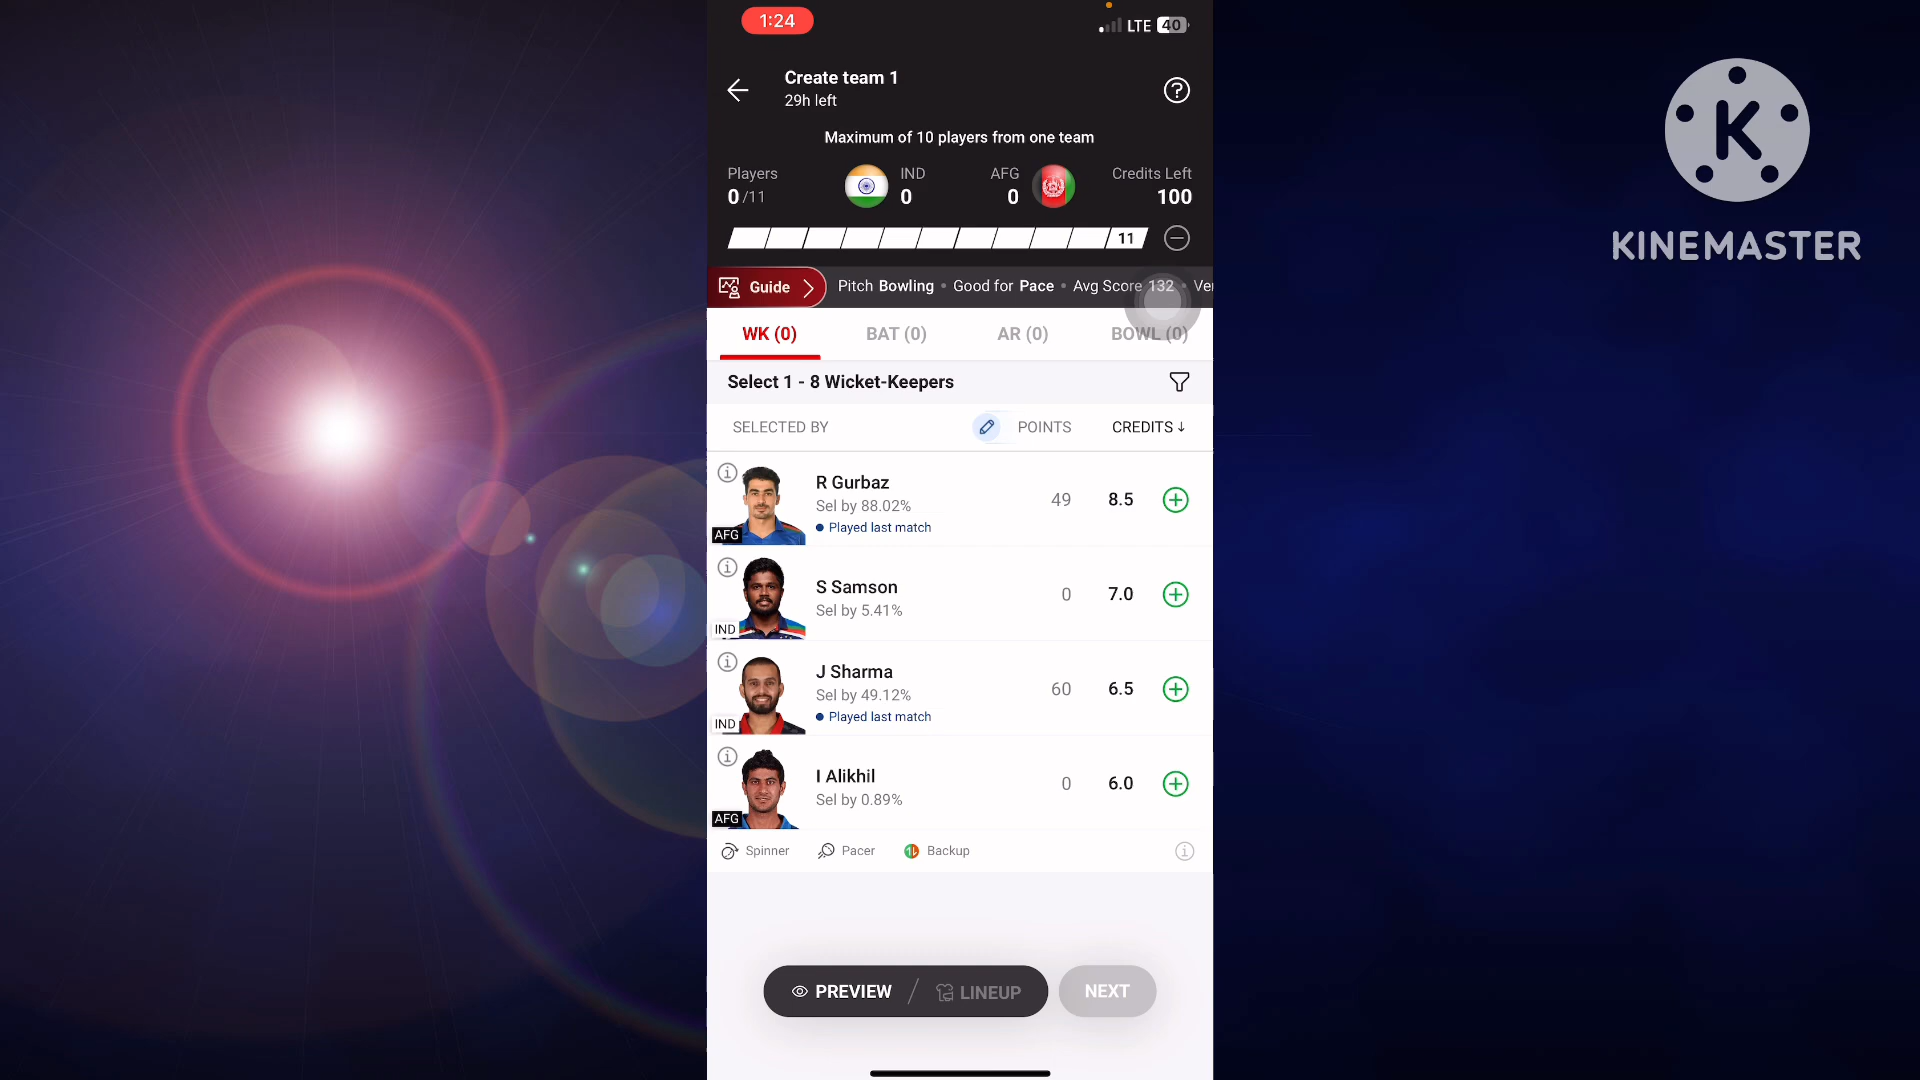 1:24
LTE 40
Create team 1
29h left
Maximum of 10 players from one team
Players
0/11
IND
0
AFG
0
Credits Left
100
11
Guide
Pitch Bowling • Good for Pace • Avg Score 132 • Ver
WK (0) BAT (0) AR (0) BOWL (0)
Select 1 - 8 Wicket-Keepers
SELECTED BY POINTS CREDITS ↓
R Gurbaz
Sel by 88.02%
Played last match
AFG
49 8.5
S Samson
Sel by 5.41%
IND
0 7.0
J Sharma
Sel by 49.12%
Played last match
IND
60 6.5
I Alikhil
Sel by 0.89%
AFG
0 6.0
Spinner Pacer Backup
PREVIEW / LINEUP NEXT
K
KINEMASTER